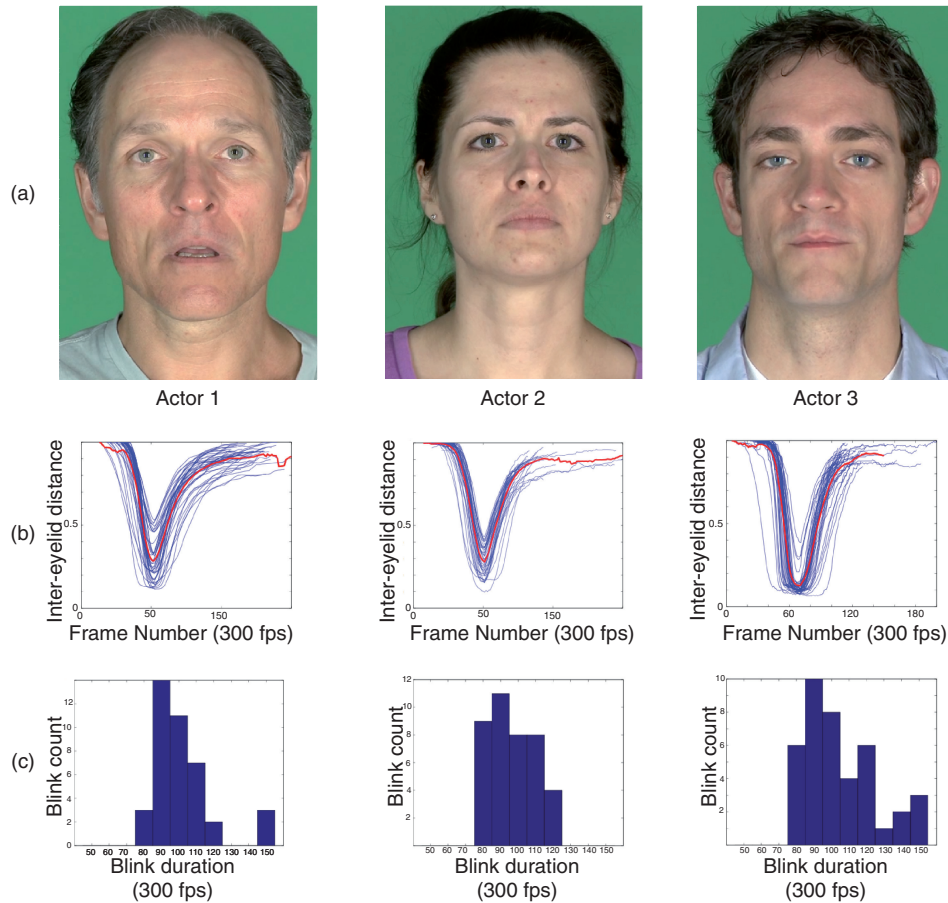 (a)
Actor 1
Actor 2
Actor 3
(b)
Inter-eyelid distance
0.5
0
0 50 150
Frame Number (300 fps)
Inter-eyelid distance
0.5
0
0 50 150
Frame Number (300 fps)
Inter-eyelid distance
0.5
0
0 60 120 180
Frame Number (300 fps)
(c)
Blink count
12
10
8
6
4
2
0
50 60 70 80 90 100 110 120 130 140 150
Blink duration
(300 fps)
Blink count
12
10
8
6
4
2
50 60 70 80 90 100 110 120 130 140 150
Blink duration
(300 fps)
Blink count
10
8
6
4
2
50 60 70 80 90 100 110 120 130 140 150
Blink duration
(300 fps)